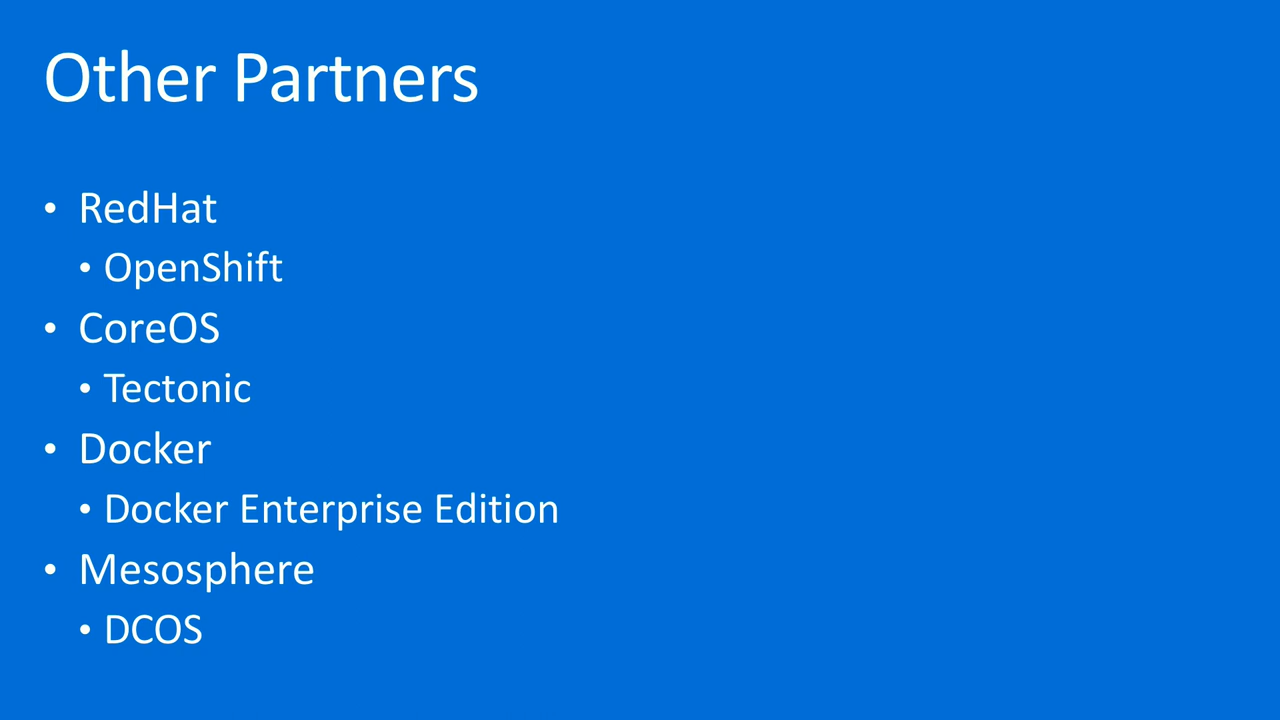 Other Partners
• RedHat
• OpenShift
• CoreOS
• Tectonic
• Docker
• Docker Enterprise Edition
• Mesosphere
• DCOS